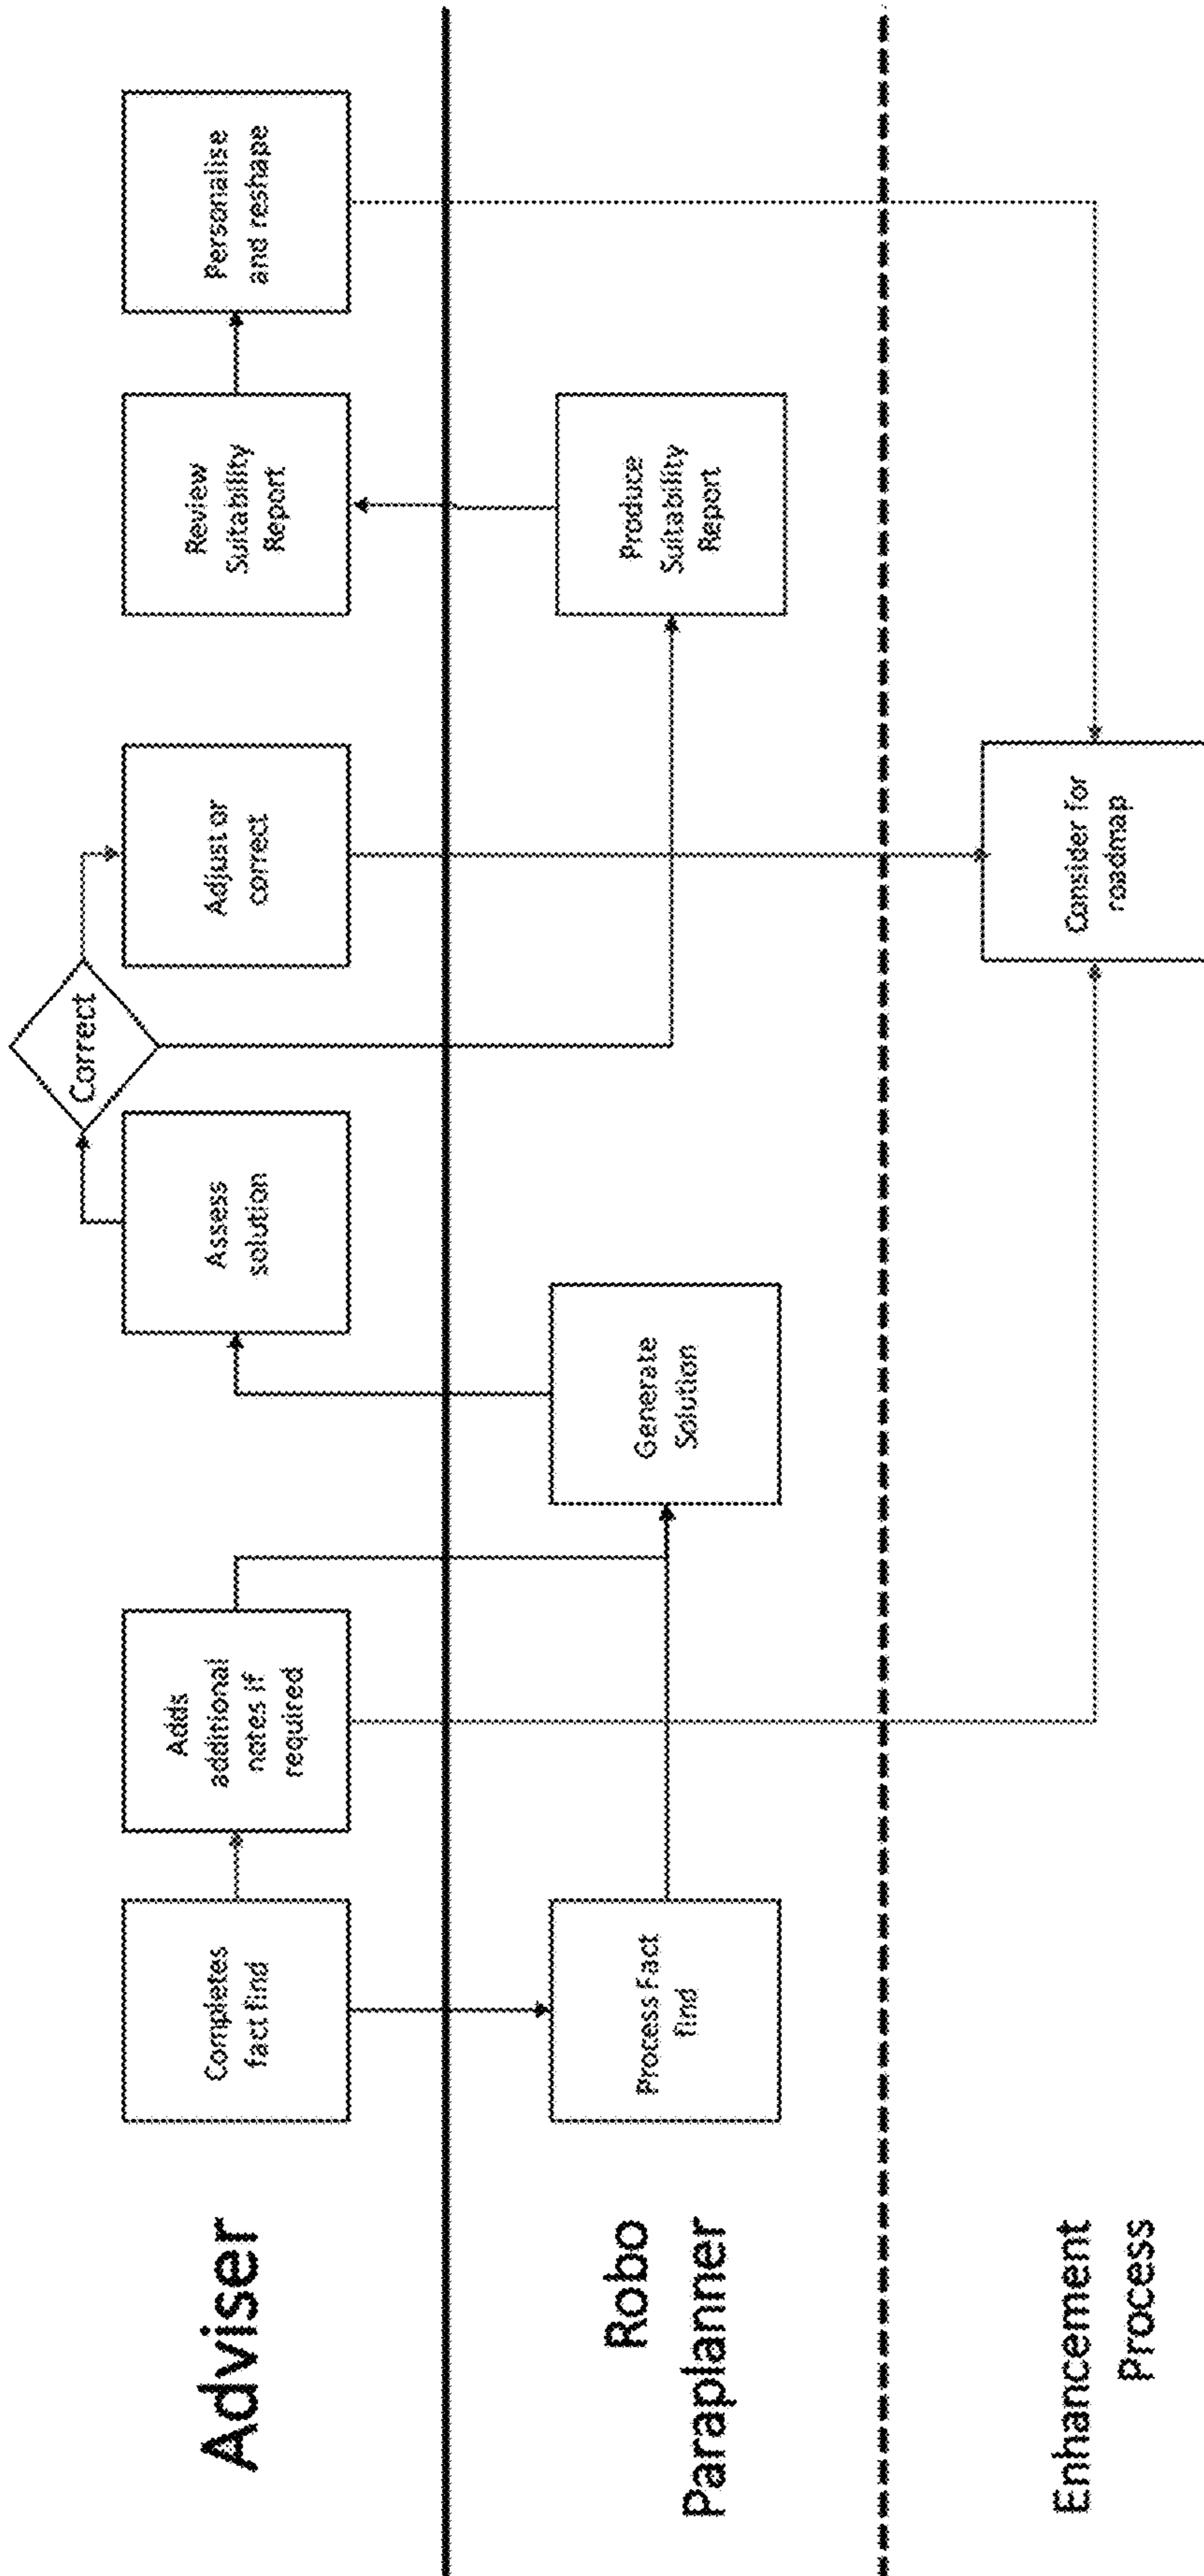 Adviser
Completes
fact find
Adds
additional
notes if
required
Assess
solution
Correct
Adjust or
correct
Review
Suitability
Report
Personalise
and reshape
Robo
Paraplanner
Process Fact
find
Generate
Solution
Produce
Suitability
Report
Enhancement
Process
Consider for
roadmap